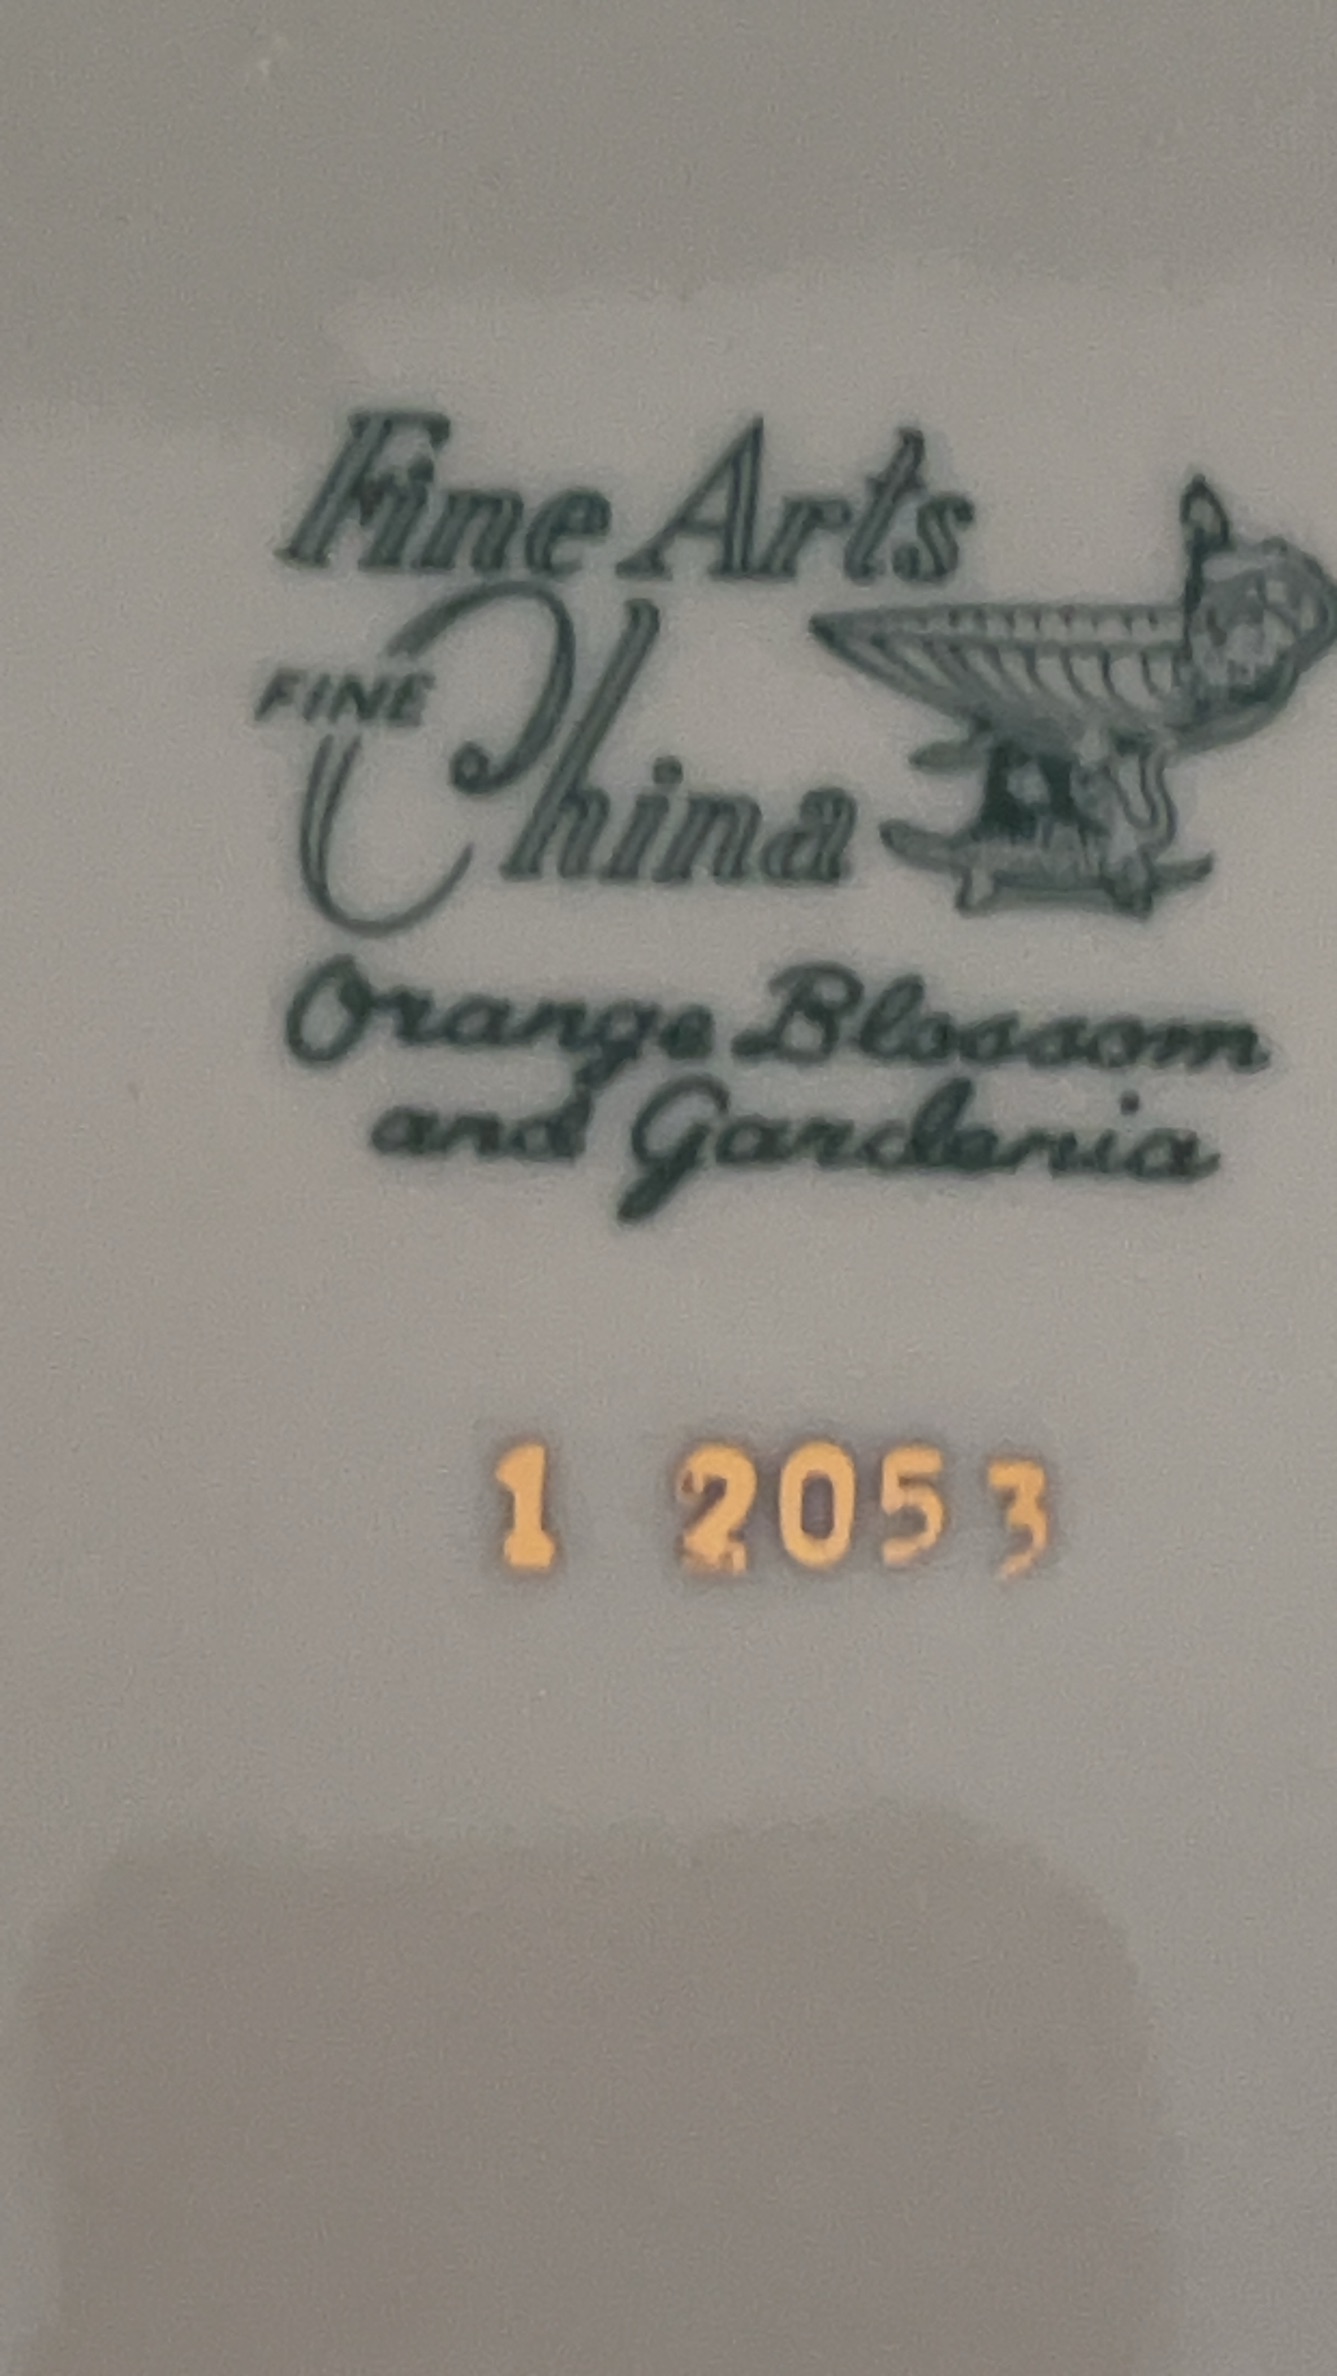 Fine Arts
FINE China
Orange Blossom
and Gardenia
1 2053